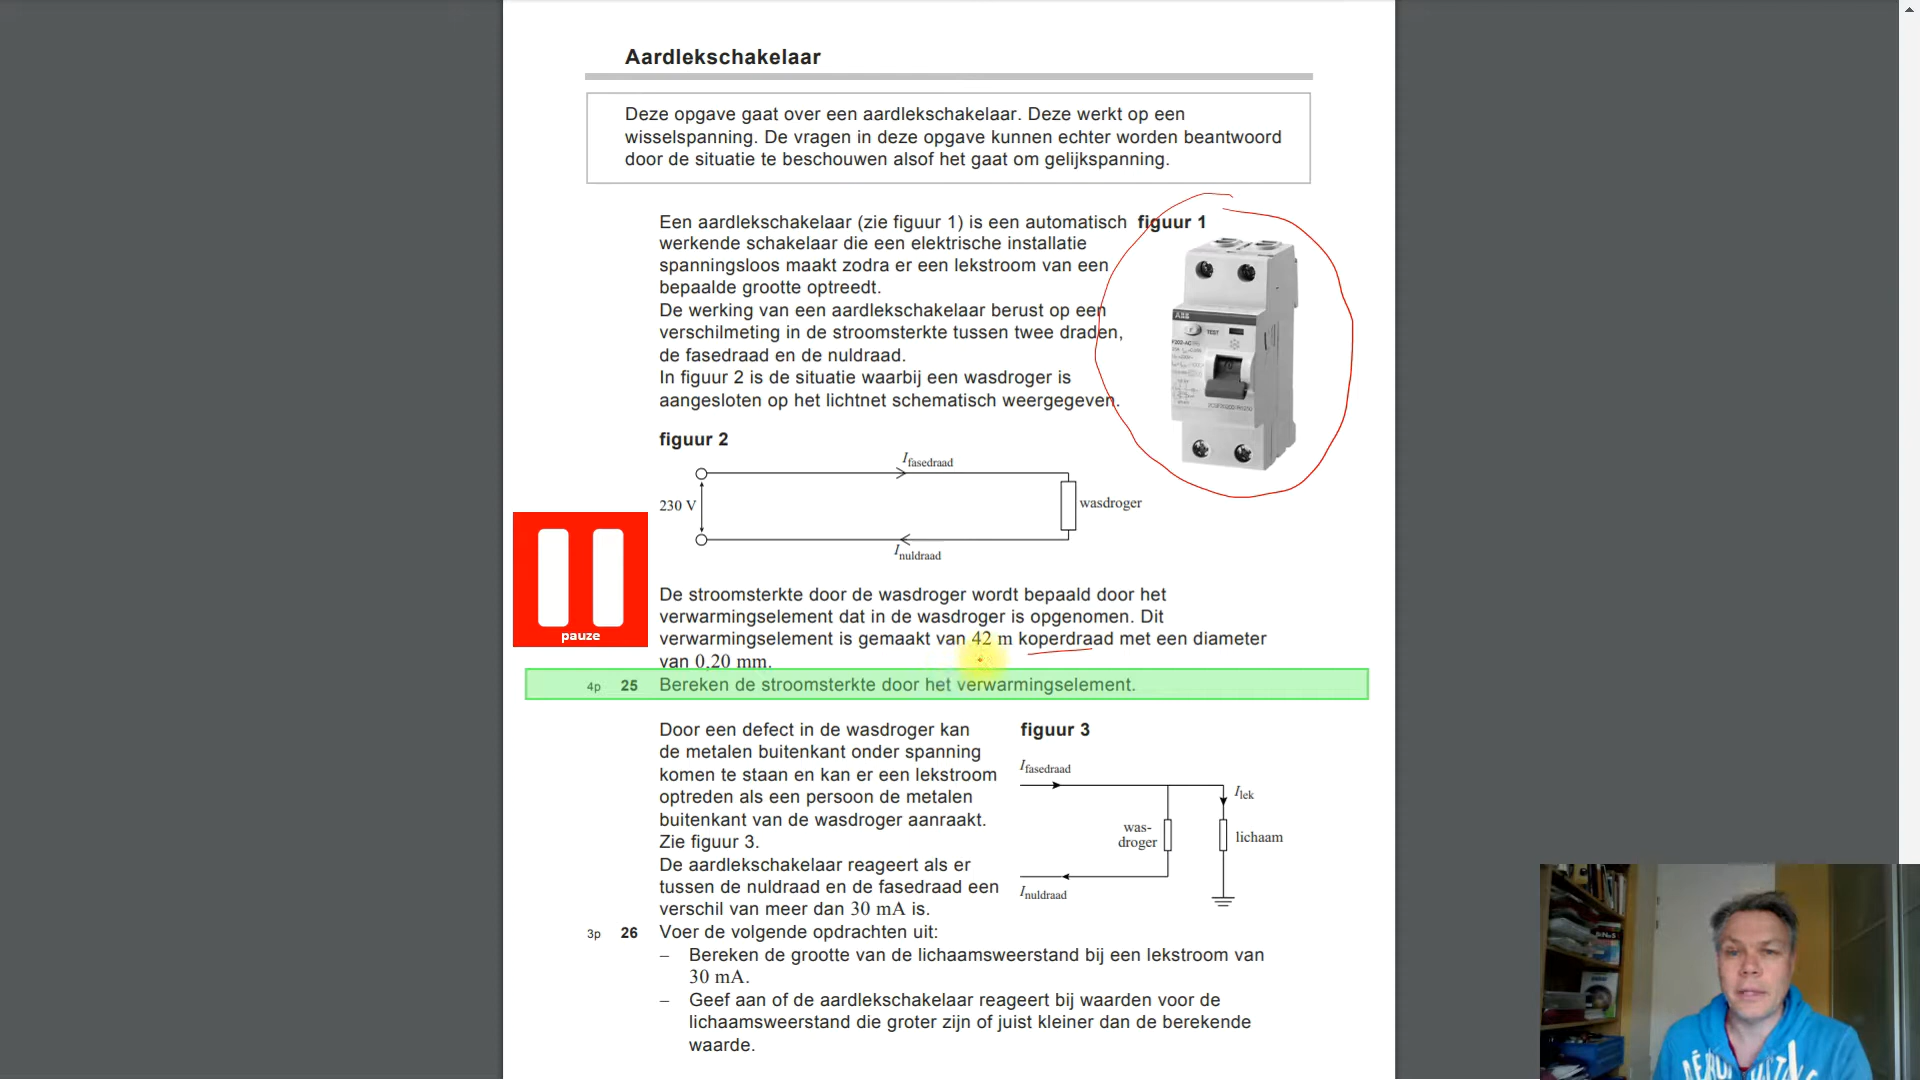 Aardlekschakelaar
Deze opgave gaat over een aardlekschakelaar. Deze werkt op een
wisselspanning. De vragen in deze opgave kunnen echter worden beantwoord
door de situatie te beschouwen alsof het gaat om gelijkspanning.
Een aardlekschakelaar (zie figuur 1) is een automatisch
werkende schakelaar die een elektrische installatie
spanningsloos maakt zodra er een lekstroom van een
bepaalde grootte optreedt.
De werking van een aardlekschakelaar berust op een
verschilmeting in de stroomsterkte tussen twee draden,
de fasedraad en de nuldraad.
In figuur 2 is de situatie waarbij een wasdroger is
aangesloten op het lichtnet schematisch weergegeven.
figuur 1
ABB
TEST
figuur 2
I fasedraad
230 V
wasdroger
I nuldraad
pauze
De stroomsterkte door de wasdroger wordt bepaald door het
verwarmingselement dat in de wasdroger is opgenomen. Dit
verwarmingselement is gemaakt van 42 m koperdraad met een diameter
van 0,20 mm.
4p 25 Bereken de stroomsterkte door het verwarmingselement.
Door een defect in de wasdroger kan
de metalen buitenkant onder spanning
komen te staan en kan er een lekstroom
optreden als een persoon de metalen
buitenkant van de wasdroger aanraakt.
Zie figuur 3.
De aardlekschakelaar reageert als er
tussen de nuldraad en de fasedraad een
verschil van meer dan 30 mA is.
figuur 3
I fasedraad
I lek
was-
droger
lichaam
I nuldraad
3p 26 Voer de volgende opdrachten uit:
– Bereken de grootte van de lichaamsweerstand bij een lekstroom van
30 mA.
– Geef aan of de aardlekschakelaar reageert bij waarden voor de
lichaamsweerstand die groter zijn of juist kleiner dan de berekende
waarde.